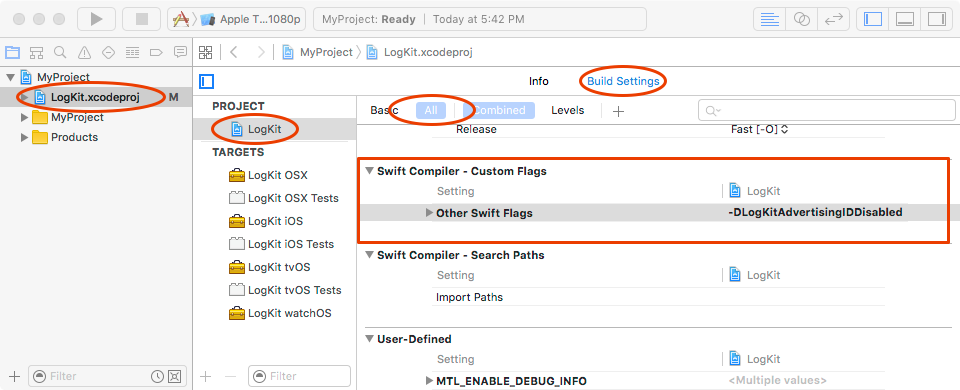 Apple T...1080p
MyProject: Ready | Today at 5:42 PM
MyProject
LogKit.xcodeproj
MyProject
LogKit.xcodeproj M
MyProject
Products
Info
Build Settings
PROJECT
LogKit
TARGETS
LogKit OSX
LogKit OSX Tests
LogKit iOS
LogKit iOS Tests
LogKit tvOS
LogKit tvOS Tests
LogKit watchOS
Basic All Combined Levels
Release Fast [-O]
Swift Compiler - Custom Flags
Setting LogKit
Other Swift Flags -DLogKitAdvertisingIDDisabled
Swift Compiler - Search Paths
Setting LogKit
Import Paths
User-Defined
Setting LogKit
MTL_ENABLE_DEBUG_INFO <Multiple values>
Filter
Filter